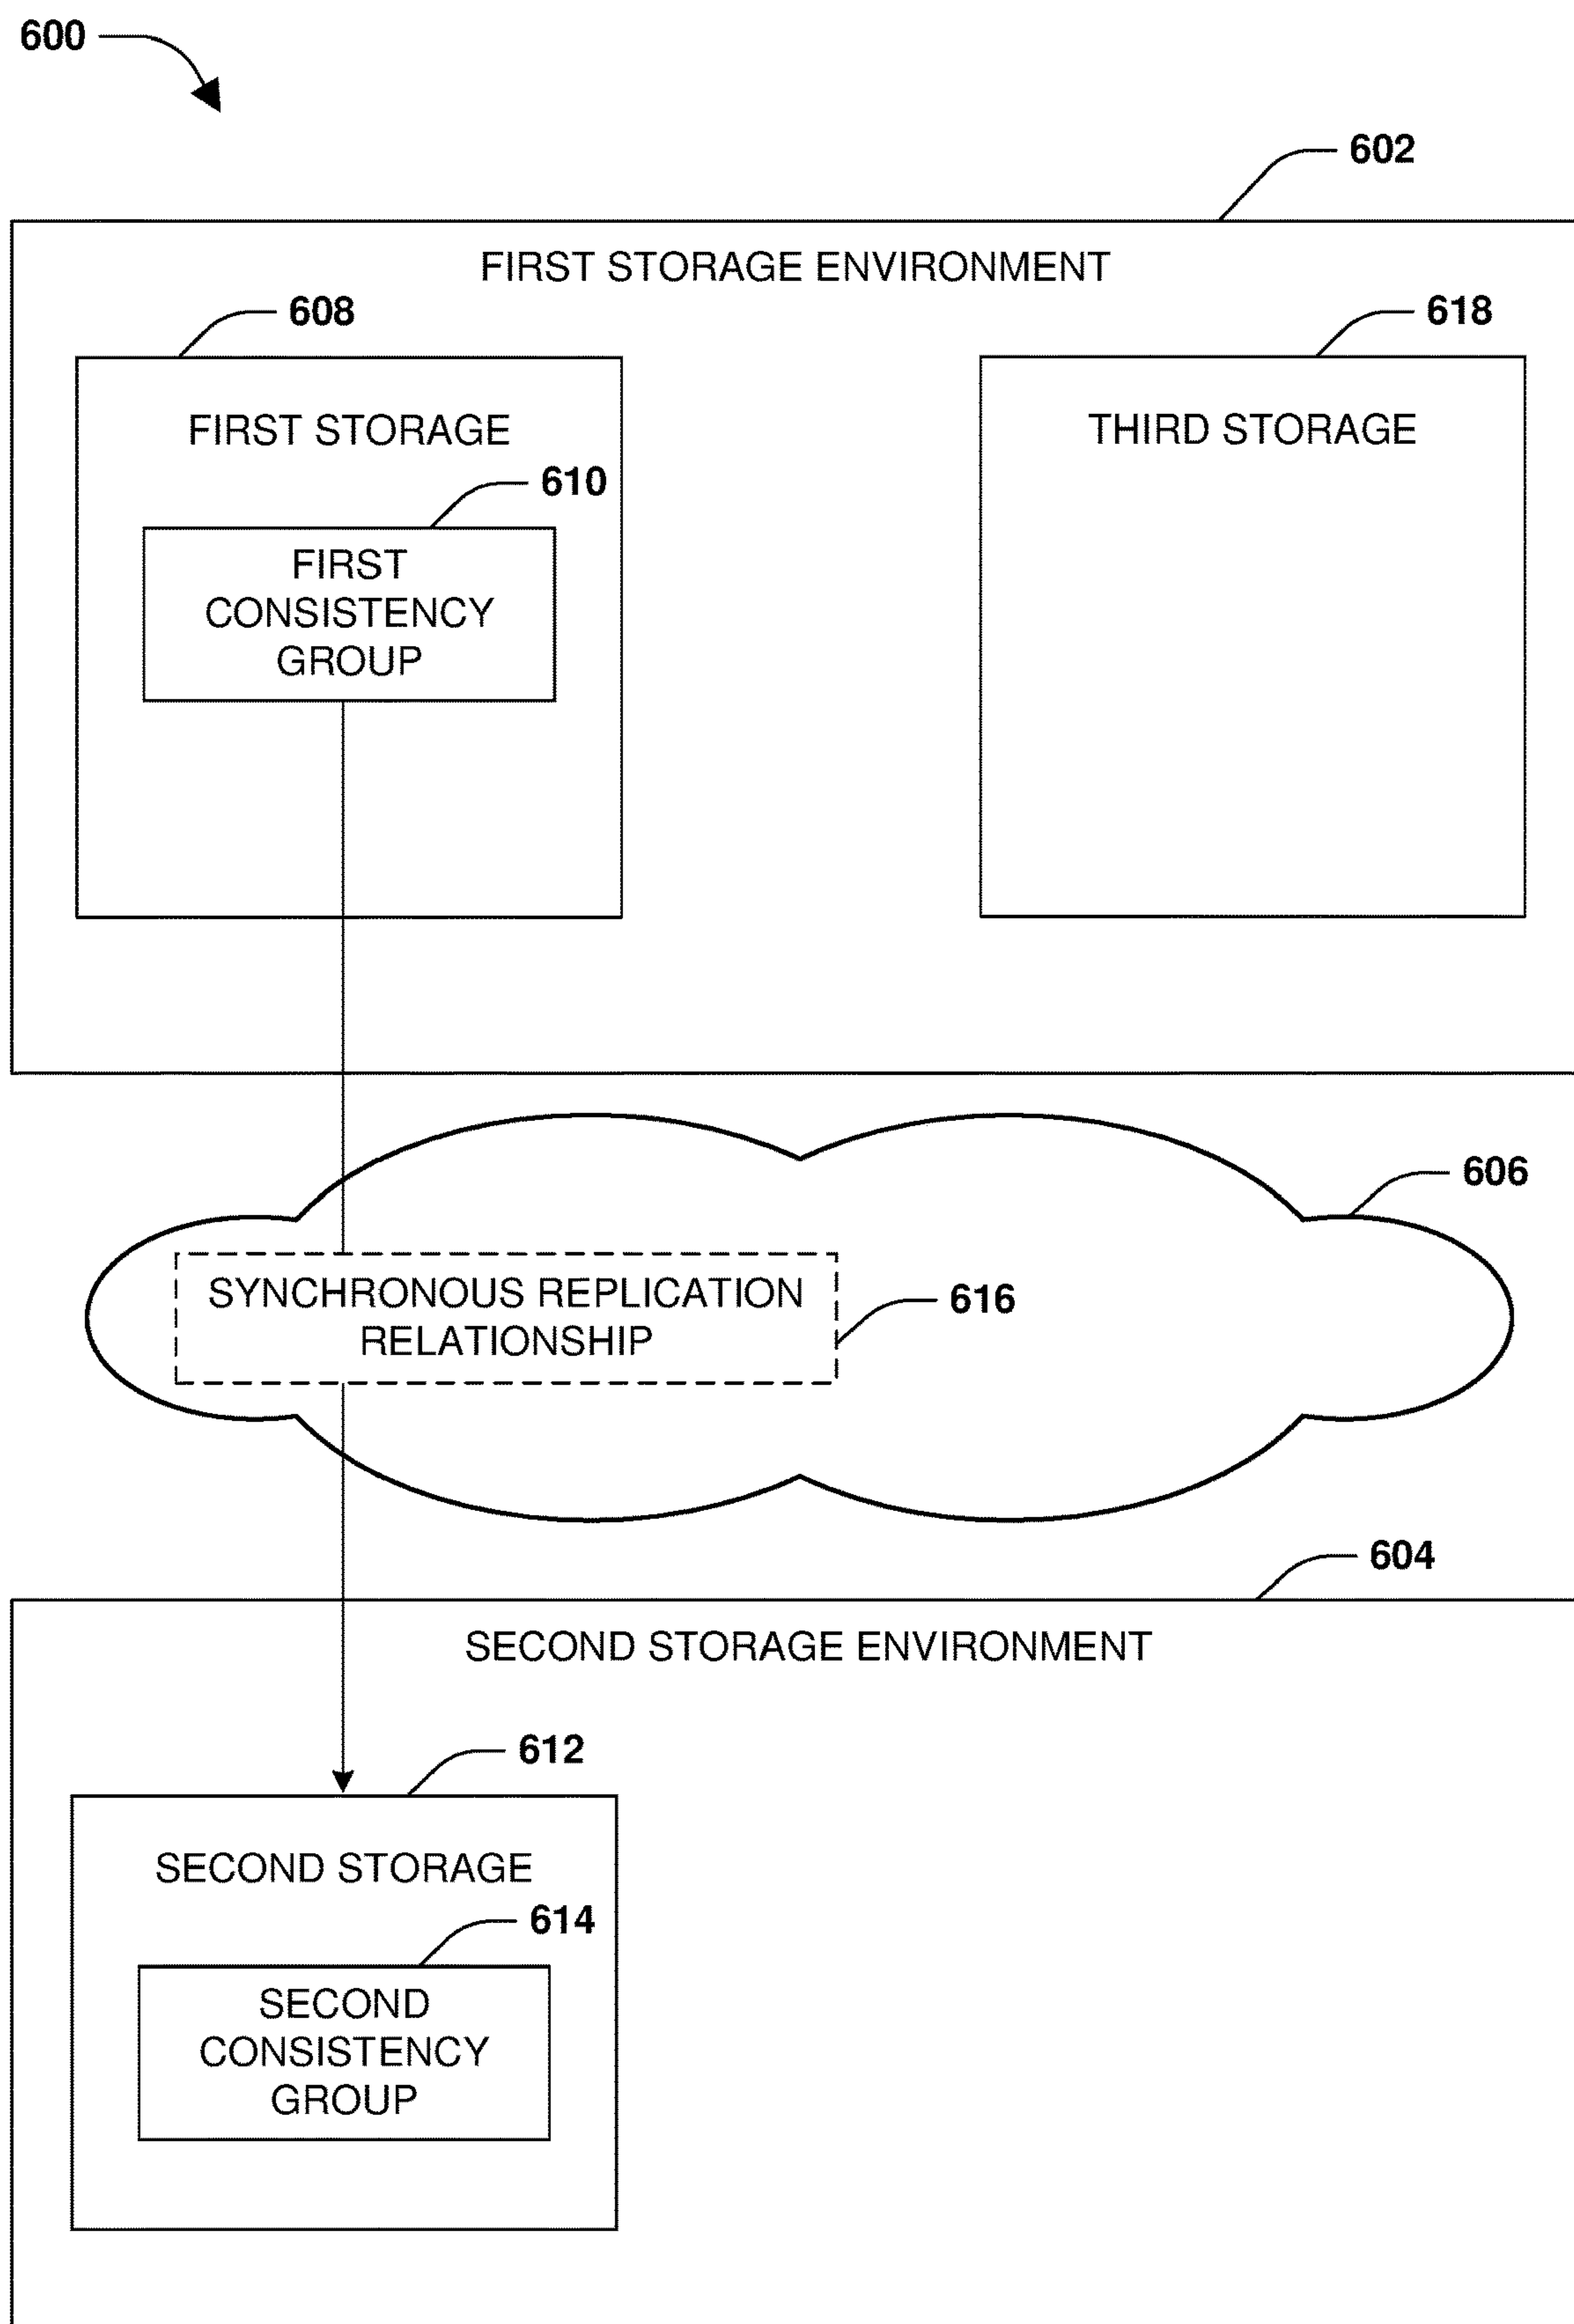 600
602
FIRST STORAGE ENVIRONMENT
608
618
FIRST STORAGE
THIRD STORAGE
610
FIRST
CONSISTENCY
GROUP
606
SYNCHRONOUS REPLICATION
RELATIONSHIP
616
604
SECOND STORAGE ENVIRONMENT
612
SECOND STORAGE
614
SECOND
CONSISTENCY
GROUP